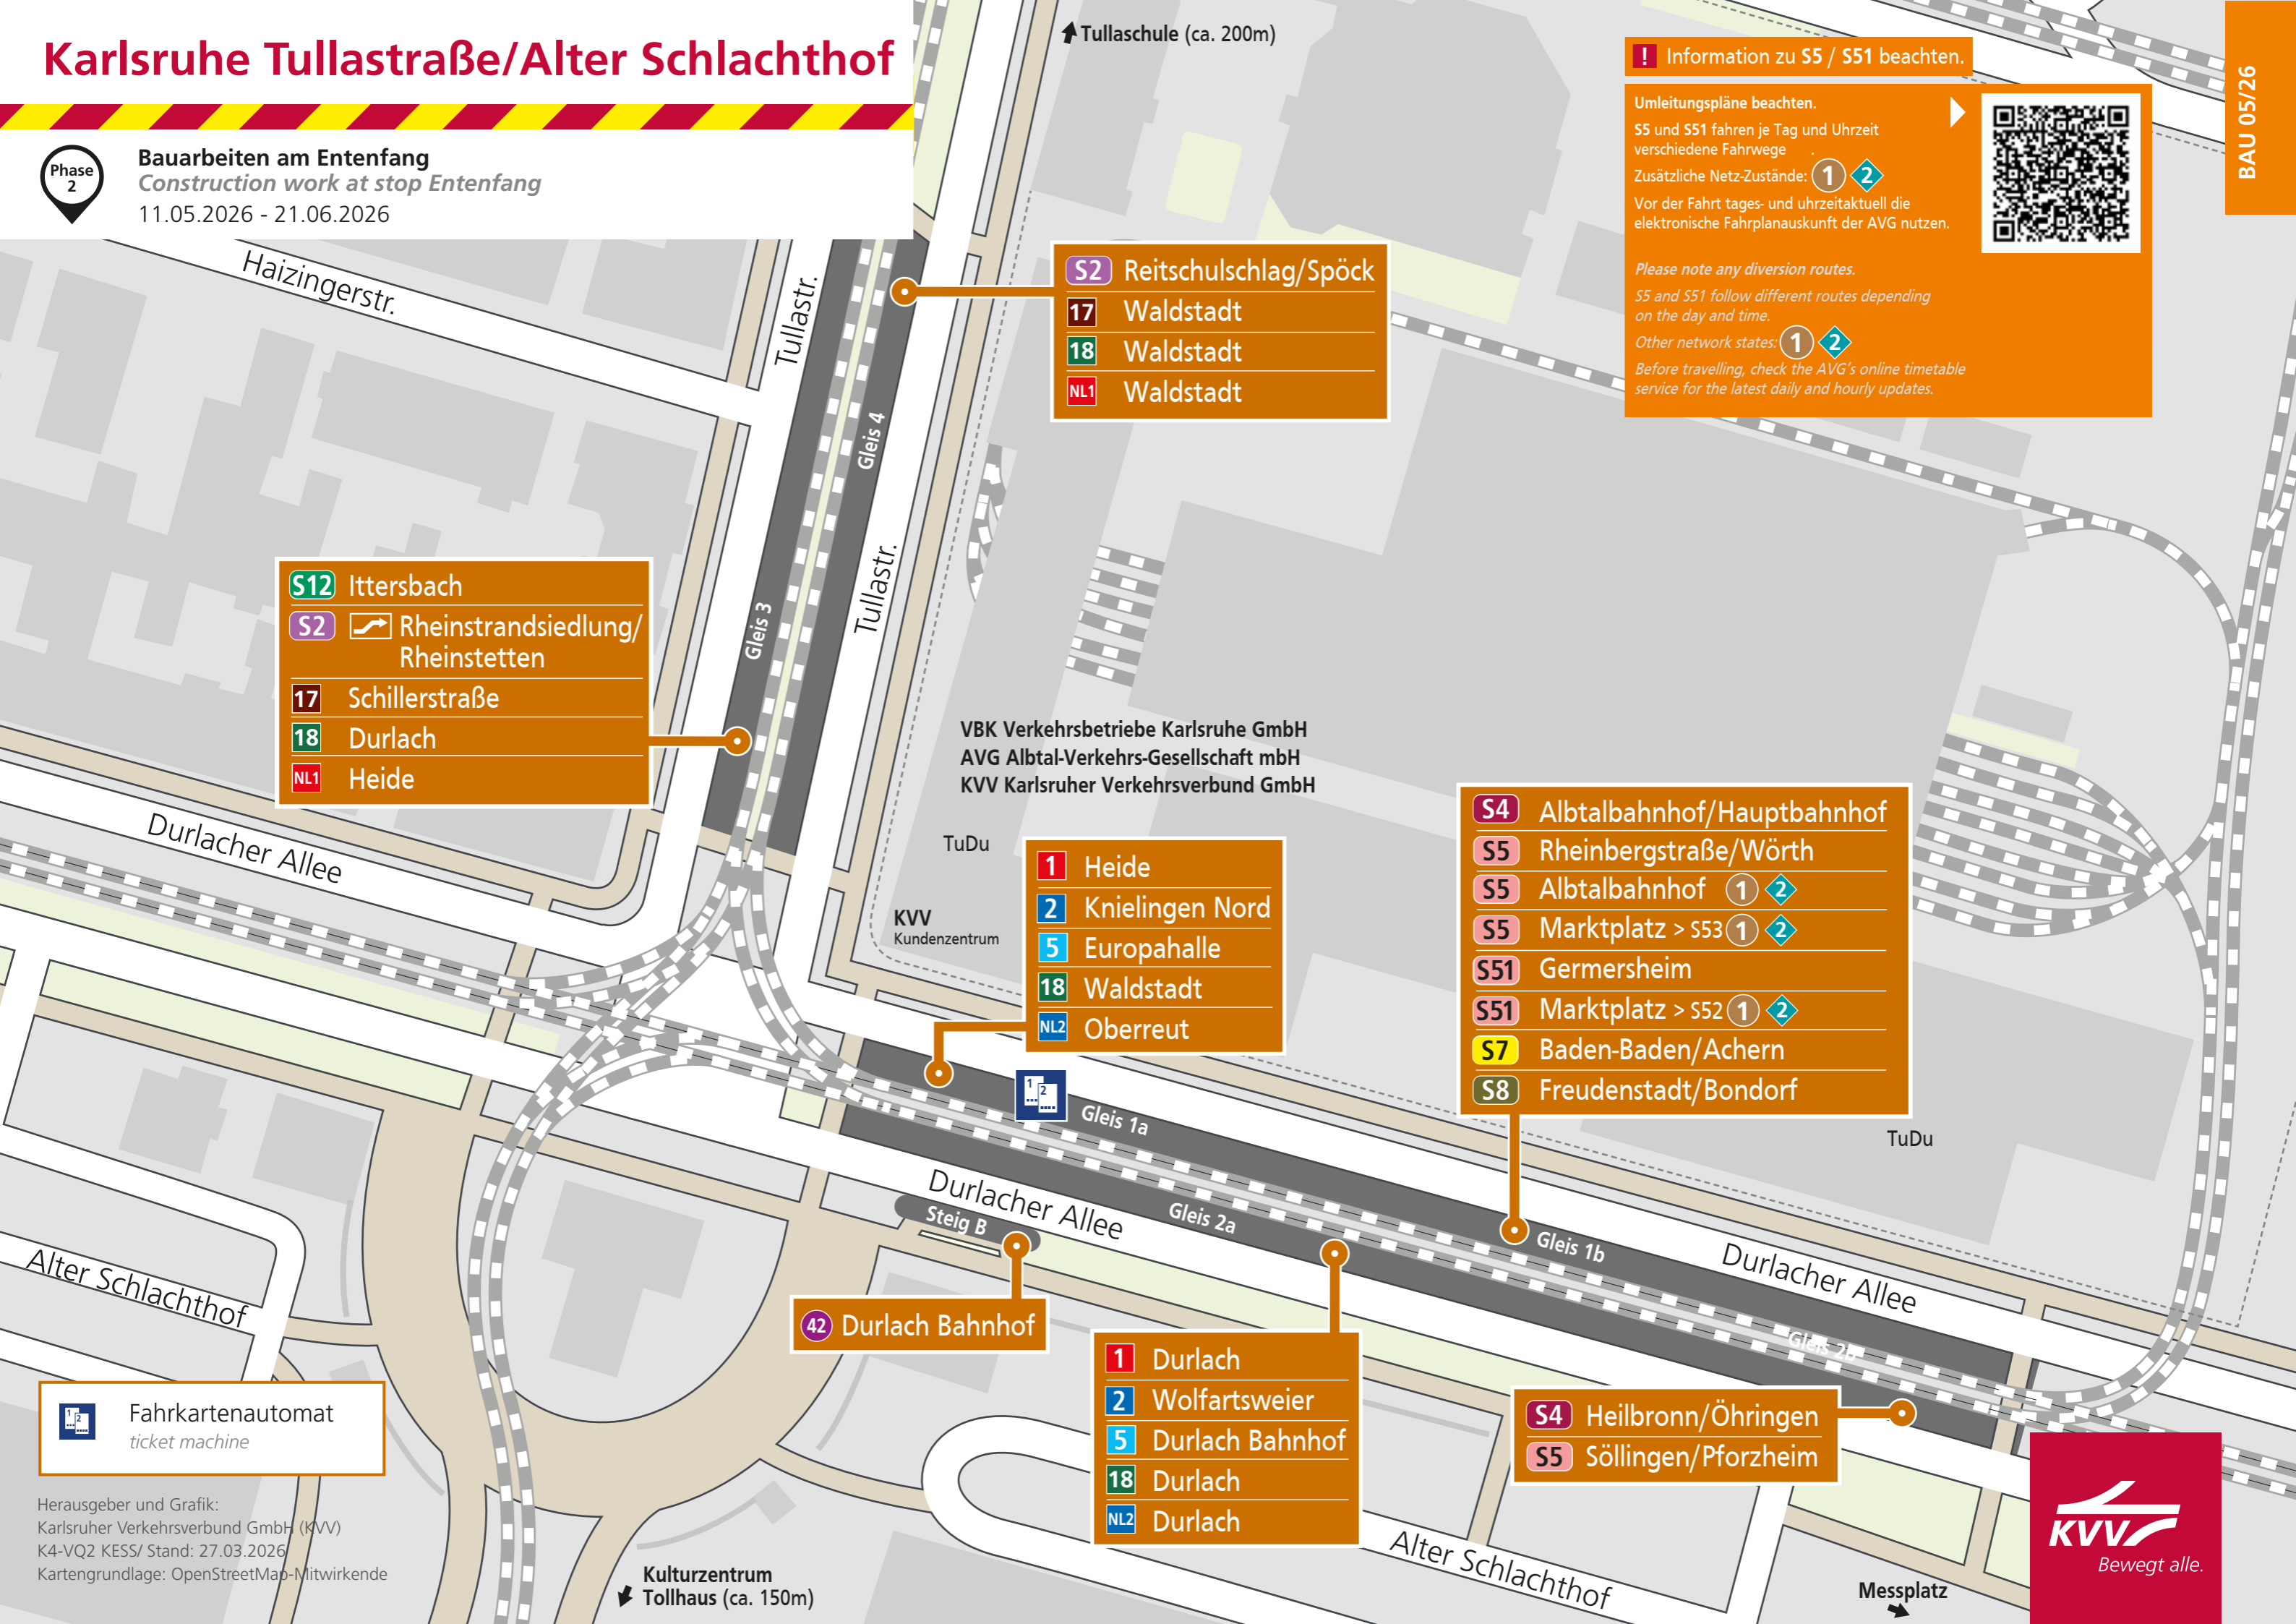 Karlsruhe Tullastraße/Alter Schlachthof
Phase
2
Bauarbeiten am Entenfang
Construction work at stop Entenfang
11.05.2026 - 21.06.2026
Tullaschule (ca. 200m)
! Information zu S5 / S51 beachten.
Umleitungspläne beachten.
S5 und S51 fahren je Tag und Uhrzeit
verschiedene Fahrwege .
Zusätzliche Netz-Zustände: 1 2
Vor der Fahrt tages- und uhrzeitaktuell die
elektronische Fahrplanauskunft der AVG nutzen.
Please note any diversion routes.
S5 and S51 follow different routes depending
on the day and time.
Other network states: 1 2
Before travelling, check the AVG's online timetable
service for the latest daily and hourly updates.
BAU 05/26
Haizingerstr.
Tullastr.
Gleis 4
S2 Reitschulschlag/Spöck
17 Waldstadt
18 Waldstadt
NL1 Waldstadt
Tullastr.
Gleis 3
S12 Ittersbach
S2 Rheinstrandsiedlung/
Rheinstetten
17 Schillerstraße
18 Durlach
NL1 Heide
VBK Verkehrsbetriebe Karlsruhe GmbH
AVG Albtal-Verkehrs-Gesellschaft mbH
KVV Karlsruher Verkehrsverbund GmbH
Durlacher Allee
TuDu
KVV
Kundenzentrum
1 Heide
2 Knielingen Nord
5 Europahalle
18 Waldstadt
NL2 Oberreut
S4 Albtalbahnhof/Hauptbahnhof
S5 Rheinbergstraße/Wörth
S5 Albtalbahnhof 1 2
S5 Marktplatz > S53 1 2
S51 Germersheim
S51 Marktplatz > S52 1 2
S7 Baden-Baden/Achern
S8 Freudenstadt/Bondorf
TuDu
1 2
Gleis 1a
Durlacher Allee
Steig B
Gleis 2a
Gleis 1b
Durlacher Allee
Gleis 2b
Alter Schlachthof
42 Durlach Bahnhof
1 Durlach
2 Wolfartsweier
5 Durlach Bahnhof
18 Durlach
NL2 Durlach
S4 Heilbronn/Öhringen
S5 Söllingen/Pforzheim
1 2
Fahrkartenautomat
ticket machine
Herausgeber und Grafik:
Karlsruher Verkehrsverbund GmbH (KVV)
K4-VQ2 KESS/ Stand: 27.03.2026
Kartengrundlage: OpenStreetMap-Mitwirkende
Kulturzentrum
Tollhaus (ca. 150m)
Alter Schlachthof
Messplatz
KVV
Bewegt alle.